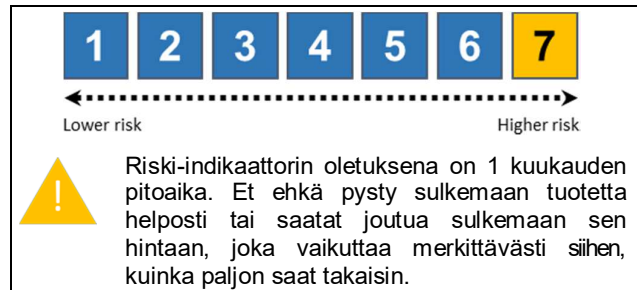 1 2 3 4 5 6 7
Lower risk Higher risk
!
Riski-indikaattorin oletuksena on 1 kuukauden
pitoaika. Et ehkä pysty sulkemaan tuotetta
helposti tai saatat joutua sulkemaan sen
hintaan, joka vaikuttaa merkittävästi siihen,
kuinka paljon saat takaisin.